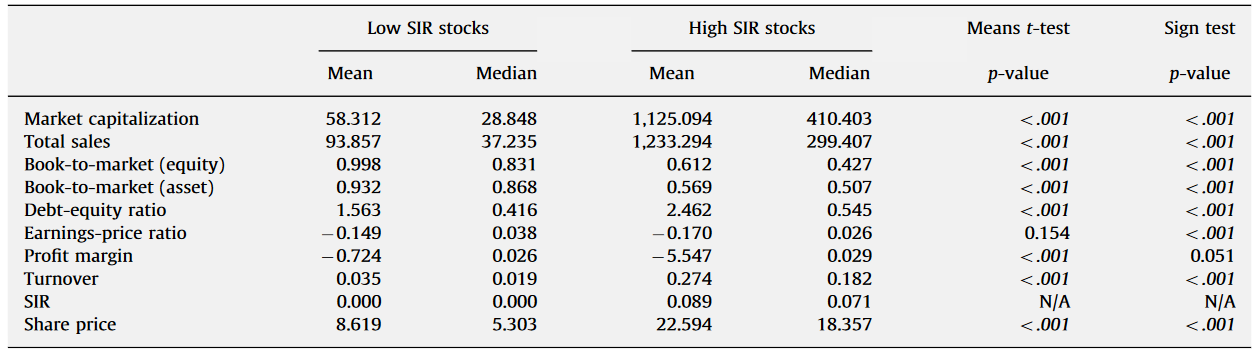 Low SIR stocks High SIR stocks Means t-test Sign test
Mean Median Mean Median p-value p-value
Market capitalization 58.312 28.848 1,125.094 410.403 <.001 <.001
Total sales 93.857 37.235 1,233.294 299.407 <.001 <.001
Book-to-market (equity) 0.998 0.831 0.612 0.427 <.001 <.001
Book-to-market (asset) 0.932 0.868 0.569 0.507 <.001 <.001
Debt-equity ratio 1.563 0.416 2.462 0.545 <.001 <.001
Earnings-price ratio −0.149 0.038 −0.170 0.026 0.154 <.001
Profit margin −0.724 0.026 −5.547 0.029 <.001 0.051
Turnover 0.035 0.019 0.274 0.182 <.001 <.001
SIR 0.000 0.000 0.089 0.071 N/A N/A
Share price 8.619 5.303 22.594 18.357 <.001 <.001